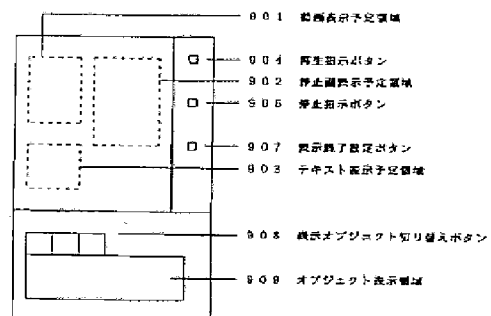 901 動画表示予定領域
904 再生指示ボタン
902 静止画表示予定領域
905 停止指示ボタン
907 表示終了設定ボタン
903 テキスト表示予定領域
908 表示オブジェクト切り替えボタン
909 オブジェクト表示領域